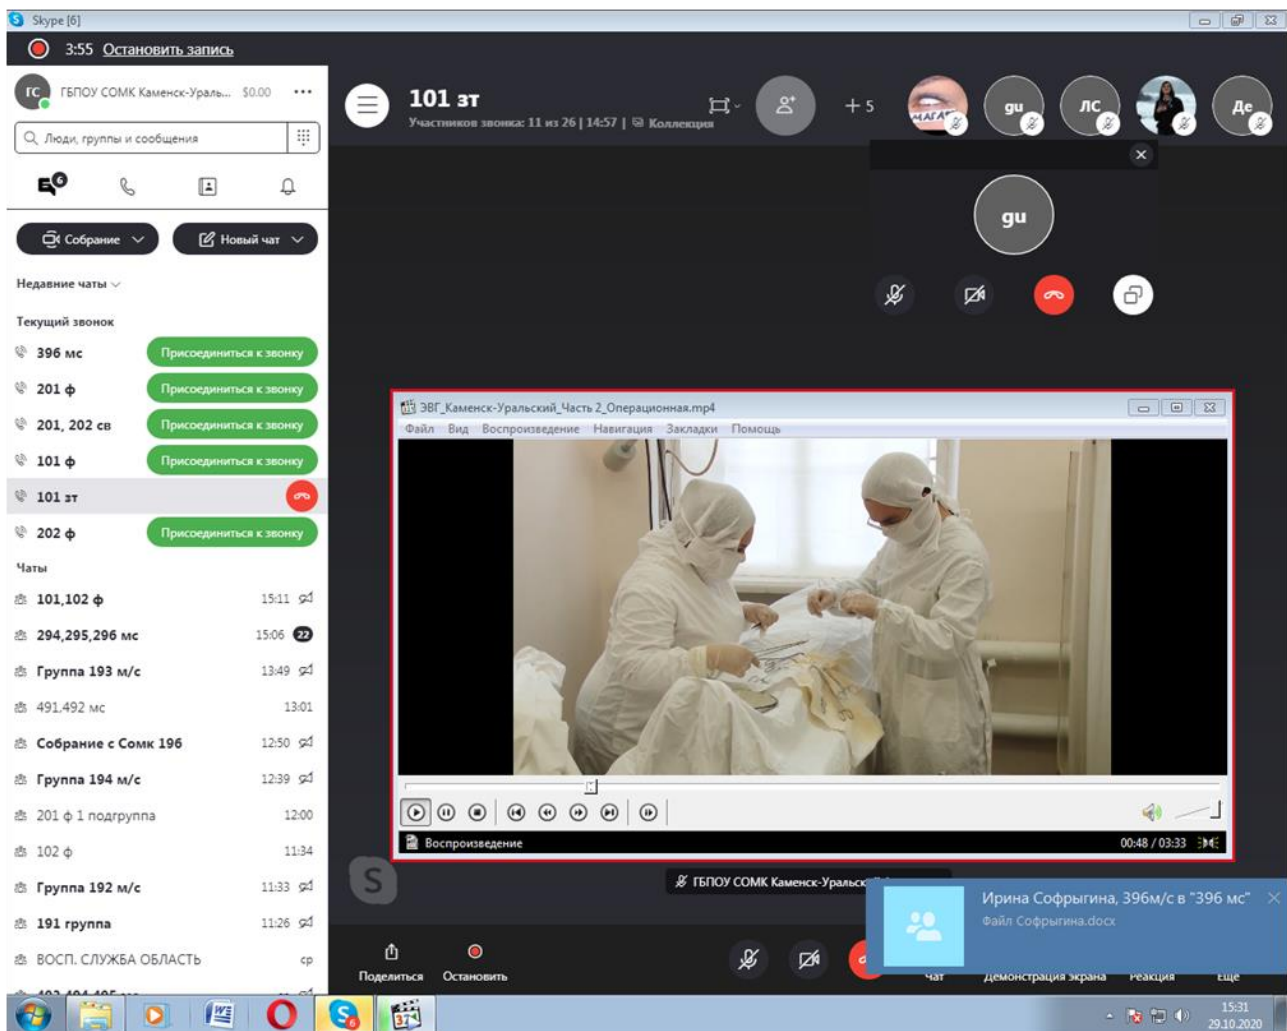 Skype [6]
3:55 Остановить запись
ГС ГБПОУ СОМК Каменск-Ураль... $0.00
Люди, группы и сообщения
6
Собрание
Новый чат
Недавние чаты
Текущий звонок
396 мс Присоединиться к звонку
201 ф Присоединиться к звонку
201, 202 св Присоединиться к звонку
101 ф Присоединиться к звонку
101 зт
202 ф Присоединиться к звонку
Чаты
101,102 ф 15:11
294,295,296 мс 15:06 22
Группа 193 м/с 13:49
491.492 мс 13:01
Собрание с Сомк 196 12:50
Группа 194 м/с 12:39
201 ф 1 подгруппа 12:00
102 ф 11:34
Группа 192 м/с 11:33
191 группа 11:26
ВОСП. СЛУЖБА ОБЛАСТЬ ср
101 зт
Участников звонка: 11 из 26 | 14:57 | Коллекция
+ 5
gu
ЛС
Де
gu
ЭВГ_Каменск-Уральский_Часть 2_Операционная.mp4
Файл Вид Воспроизведение Навигация Закладки Помощь
Воспроизведение 00:48 / 03:33
ГБПОУ СОМК Каменск-Уральск
Ирина Софрыгина, 396м/с в "396 мс"
Файл Софрыгина.docx
Поделиться
Остановить
Чат
Демонстрация экрана
Реакция
Еще
15:31
29.10.2020